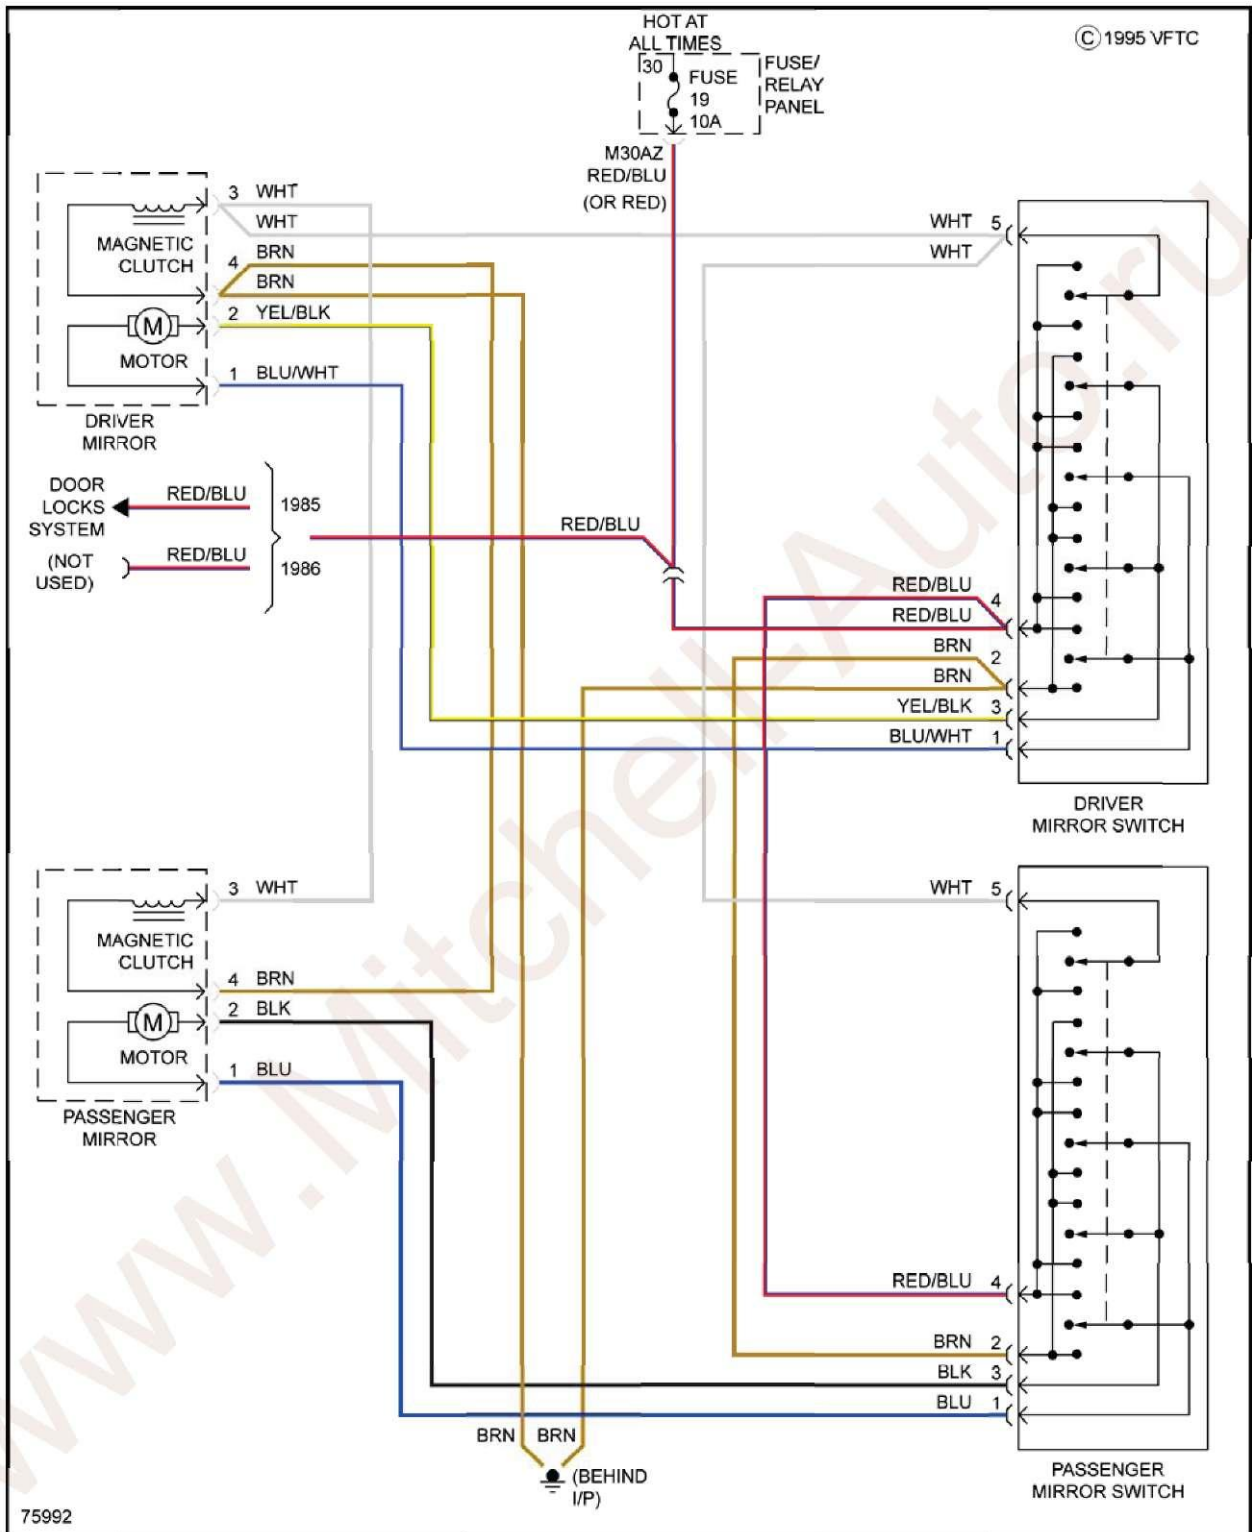 HOT AT
ALL TIMES
© 1995 VFTC
30
FUSE
19
10A
FUSE/
RELAY
PANEL
M30AZ
RED/BLU
(OR RED)
3 WHT
WHT
MAGNETIC
CLUTCH
4 BRN
BRN
2 YEL/BLK
M
MOTOR
1 BLU/WHT
DRIVER
MIRROR
WHT 5
WHT
DOOR
LOCKS
SYSTEM
RED/BLU
1985
(NOT
USED)
RED/BLU
1986
RED/BLU
RED/BLU 4
RED/BLU
BRN 2
BRN
YEL/BLK 3
BLU/WHT 1
DRIVER
MIRROR SWITCH
3 WHT
MAGNETIC
CLUTCH
4 BRN
2 BLK
M
MOTOR
1 BLU
PASSENGER
MIRROR
WHT 5
RED/BLU 4
BRN 2
BLK 3
BLU 1
PASSENGER
MIRROR SWITCH
BRN BRN
(BEHIND
I/P)
75992
www.Mitchell-Auto.ru